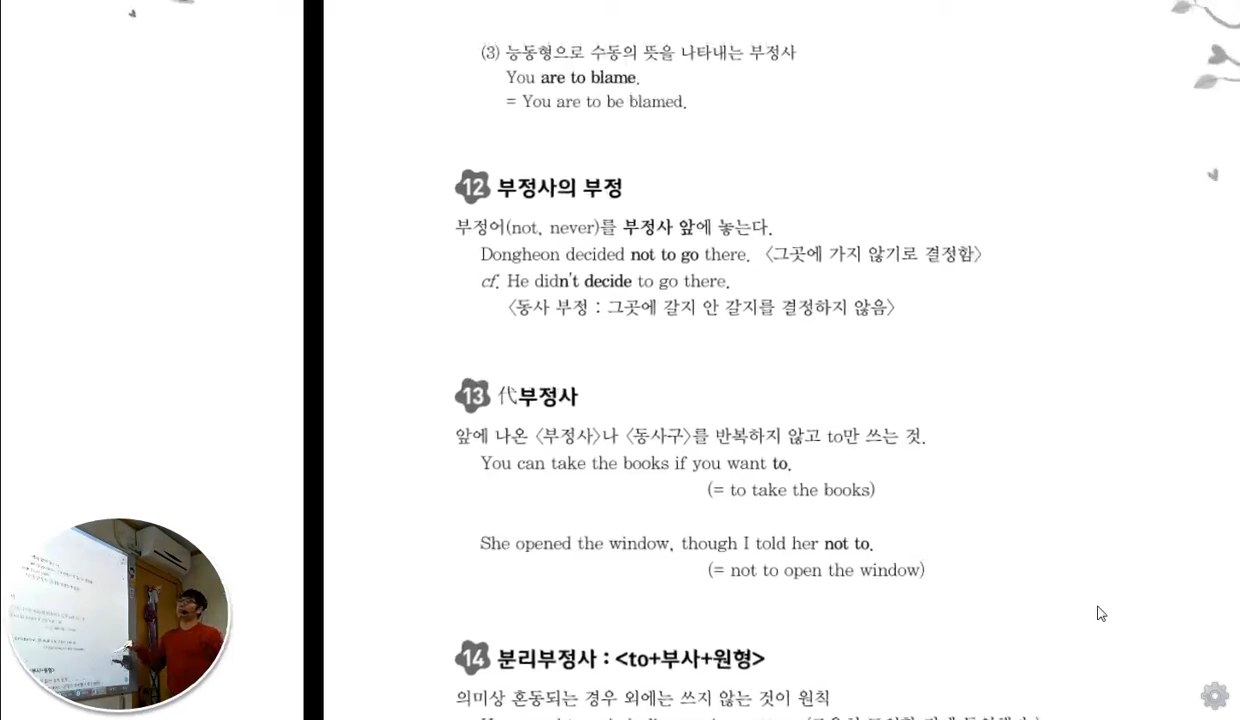 (3) 능동형으로 수동의 뜻을 나타내는 부정사
You are to blame.
= You are to be blamed.
12 부정사의 부정
부정어(not, never)를 부정사 앞에 놓는다.
Dongheon decided not to go there. 〈그곳에 가지 않기로 결정함〉
cf. He didn't decide to go there.
〈동사 부정 : 그곳에 갈지 안 갈지를 결정하지 않음〉
13 代부정사
앞에 나온 〈부정사〉나 〈동사구〉를 반복하지 않고 to만 쓰는 것.
You can take the books if you want to.
(= to take the books)
She opened the window, though I told her not to.
(= not to open the window)
14 분리부정사 : <to+부사+원형>
의미상 혼동되는 경우 외에는 쓰지 않는 것이 원칙